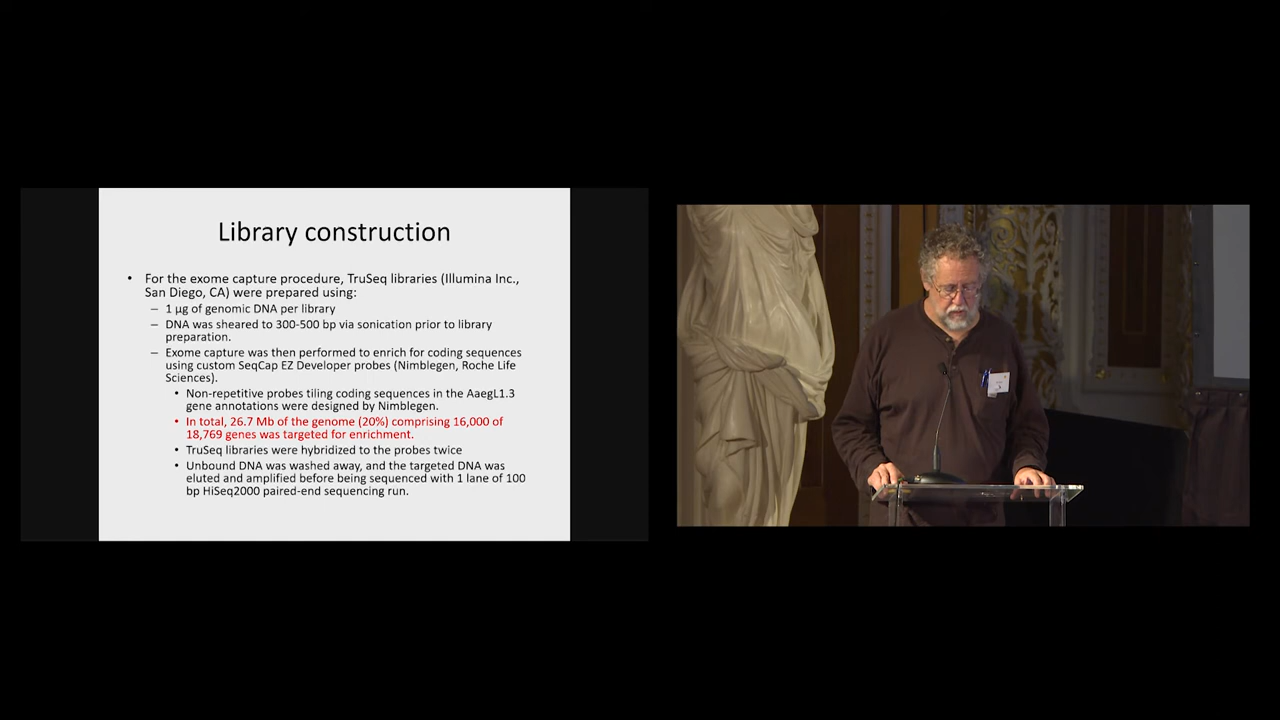 Library construction
• For the exome capture procedure, TruSeq libraries (Illumina Inc.,
San Diego, CA) were prepared using:
– 1 µg of genomic DNA per library
– DNA was sheared to 300-500 bp via sonication prior to library
preparation.
– Exome capture was then performed to enrich for coding sequences
using custom SeqCap EZ Developer probes (Nimblegen, Roche Life
Sciences).
• Non-repetitive probes tiling coding sequences in the AaegL1.3
gene annotations were designed by Nimblegen.
• In total, 26.7 Mb of the genome (20%) comprising 16,000 of
18,769 genes was targeted for enrichment.
• TruSeq libraries were hybridized to the probes twice
• Unbound DNA was washed away, and the targeted DNA was
eluted and amplified before being sequenced with 1 lane of 100
bp HiSeq2000 paired-end sequencing run.